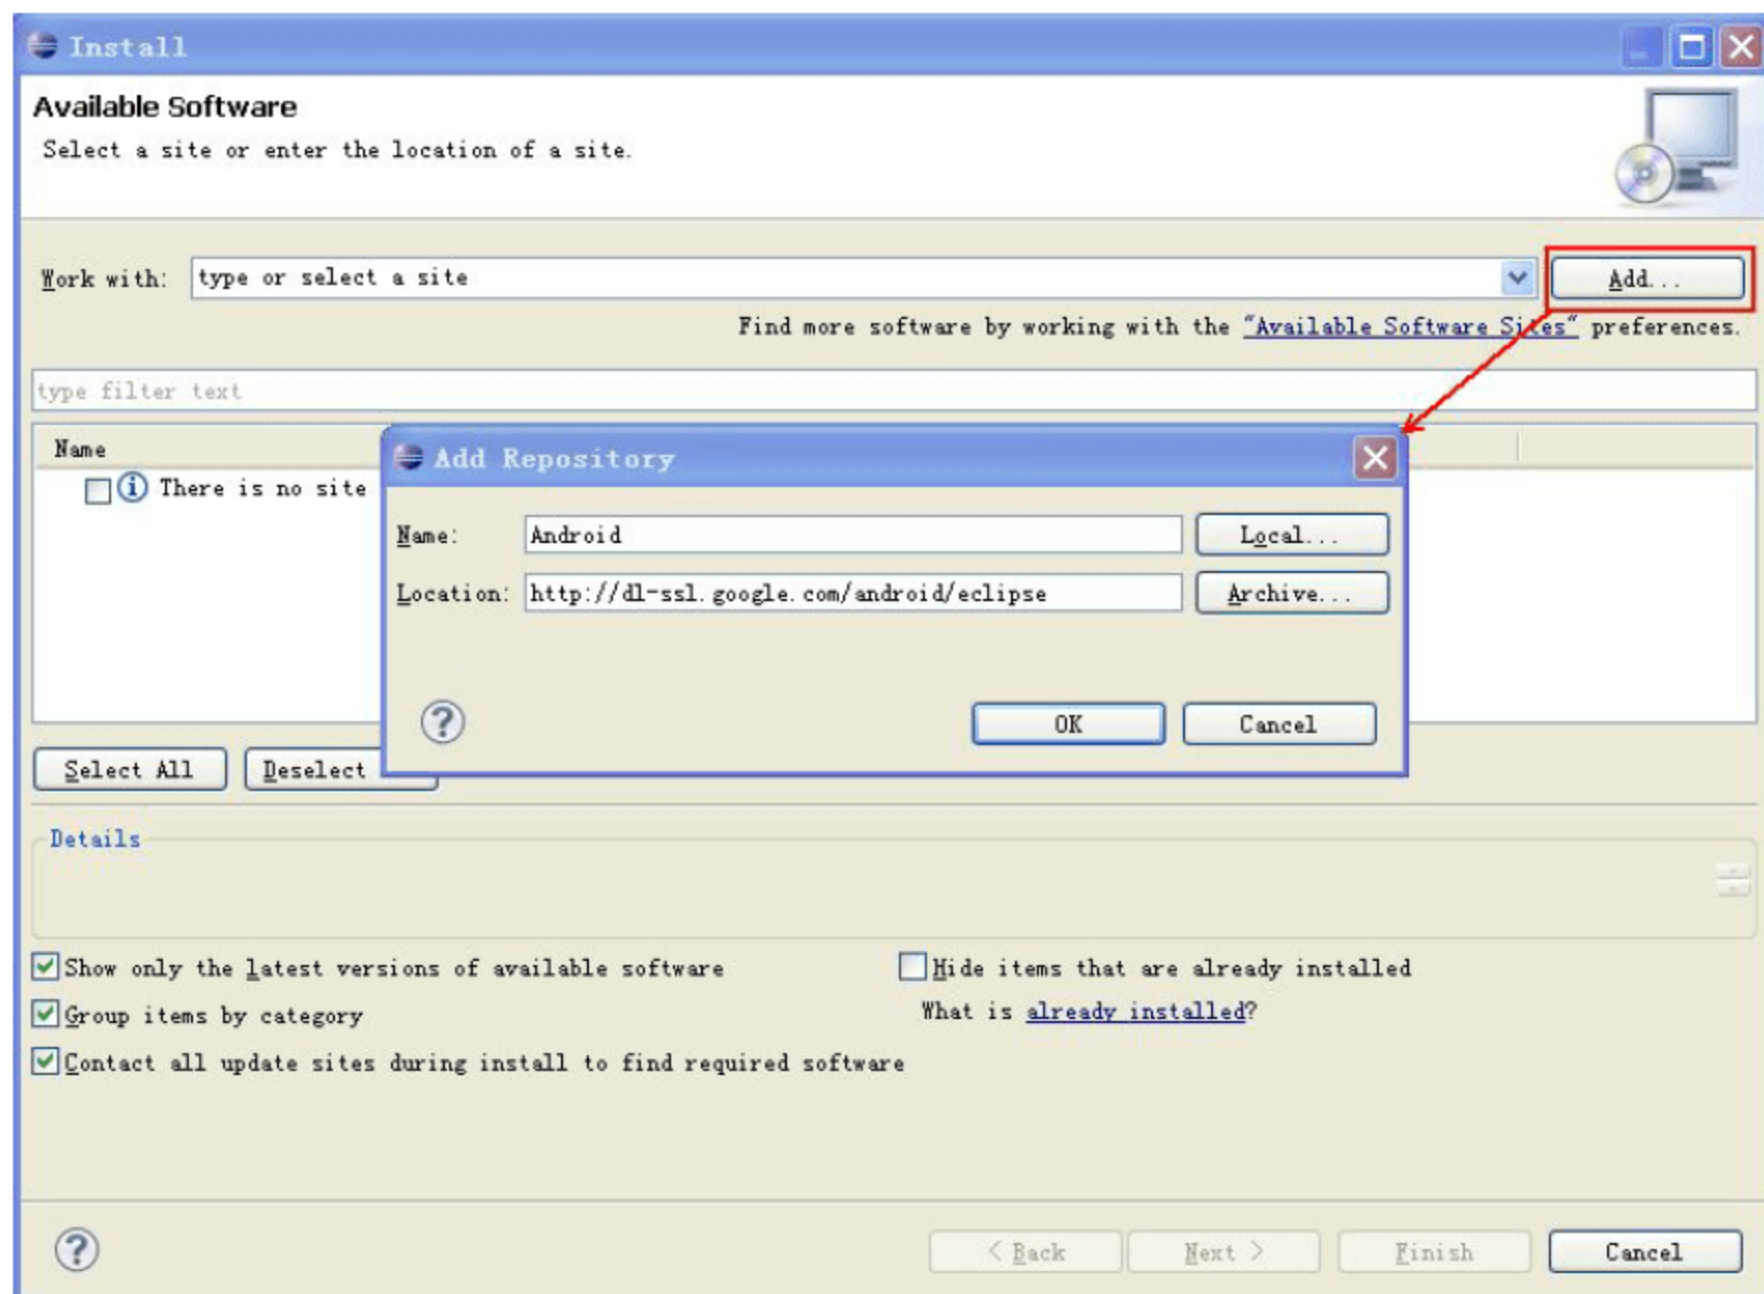 Install
Available Software
Select a site or enter the location of a site.
Work with: type or select a site Add...
Find more software by working with the "Available Software Sites" preferences.
type filter text
Name
There is no site
Add Repository
Name: Android Local...
Location: http://dl-ssl.google.com/android/eclipse Archive...
OK Cancel
Select All Deselect
Details
Show only the latest versions of available software Hide items that are already installed
Group items by category What is already installed?
Contact all update sites during install to find required software
< Back Next > Finish Cancel